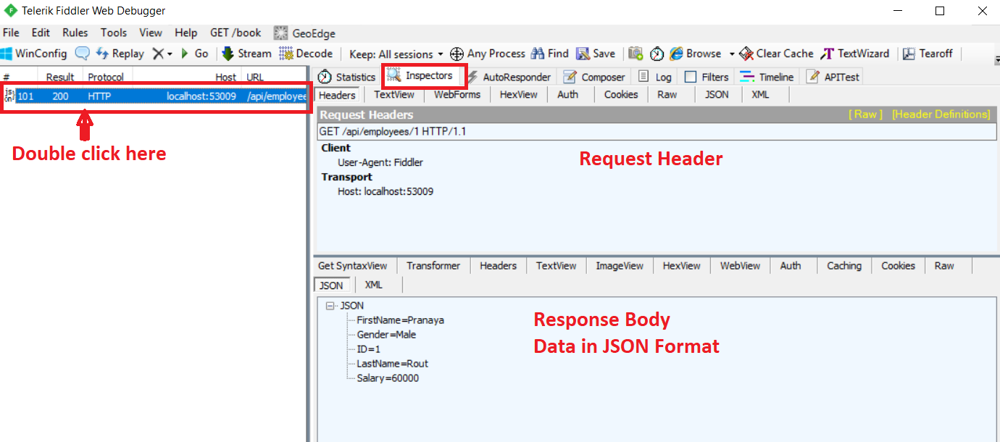 Telerik Fiddler Web Debugger
File Edit Rules Tools View Help GET /book GeoEdge
WinConfig Replay Go Stream Decode Keep: All sessions Any Process Find Save Browse Clear Cache TextWizard Tearoff
# Result Protocol Host URL
Statistics Inspectors AutoResponder Composer Log Filters Timeline APITest
js
on
101 200 HTTP localhost:53009 /api/employee
Headers TextView WebForms HexView Auth Cookies Raw JSON XML
Request Headers [ Raw ] [Header Definitions]
GET /api/employees/1 HTTP/1.1
Client
User-Agent: Fiddler
Transport
Host: localhost:53009
Double click here
Request Header
Get SyntaxView Transformer Headers TextView ImageView HexView WebView Auth Caching Cookies Raw
JSON XML
JSON
FirstName=Pranaya
Gender=Male
ID=1
LastName=Rout
Salary=60000
Response Body
Data in JSON Format